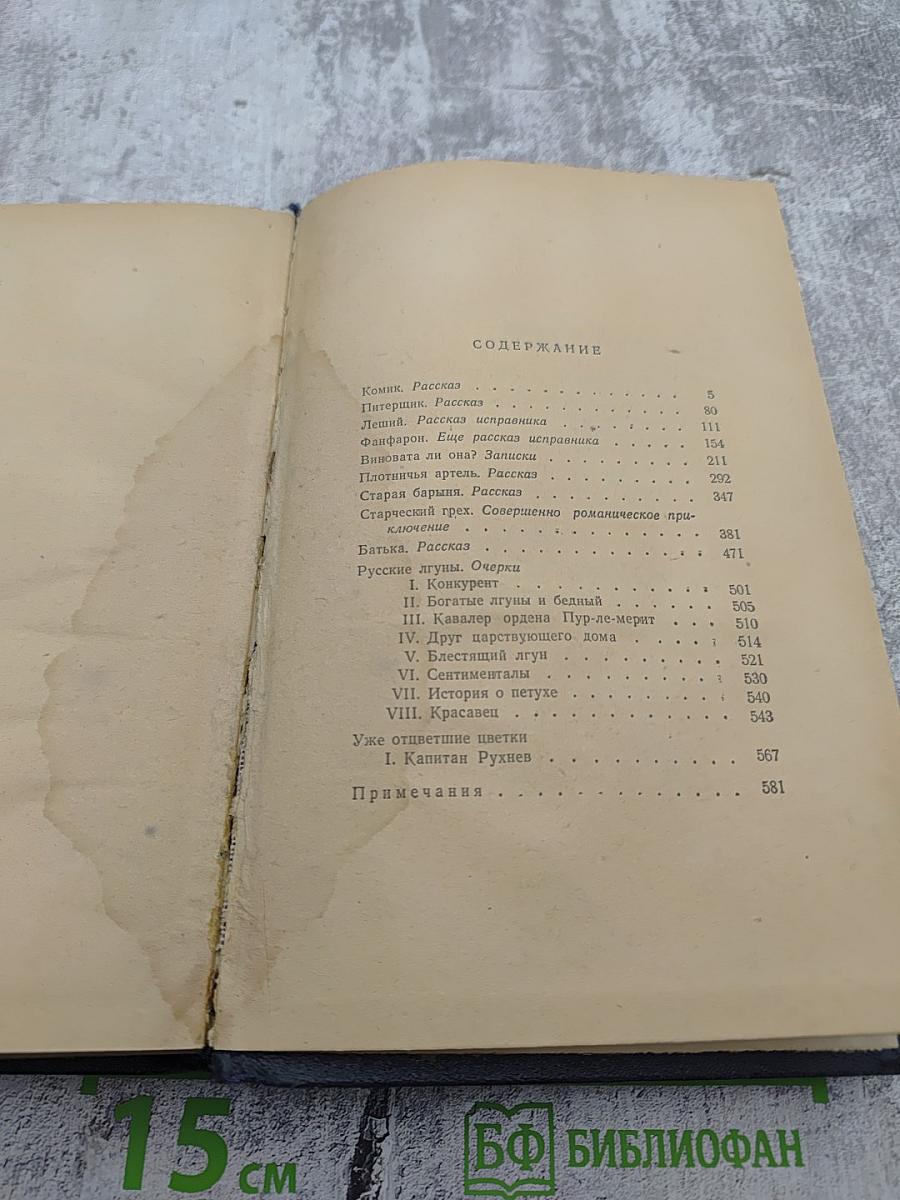 СОДЕРЖАНИЕ
Комик. Рассказ . . . . . . . . . . . . 5
Питерщик. Рассказ . . . . . . . . . . . 80
Леший. Рассказ исправника . . . . . . . 111
Фанфарон. Еще рассказ исправника . . . . . 154
Виновата ли она? Записки . . . . . . . . . 211
Плотничья артель. Рассказ . . . . . . . . . 292
Старая барыня. Рассказ . . . . . . . . . . 347
Старческий грех. Совершенно романическое при-
ключение . . . . . . . . . . . . . 381
Батька. Рассказ . . . . . . . . . . . . . 471
Русские лгуны. Очерки
I. Конкурент . . . . . . . . . . . 501
II. Богатые лгуны и бедный . . . . . . 505
III. Кавалер ордена Пур-ле-мерит . . . 510
IV. Друг царствующего дома . . . . . 514
V. Блестящий лгун . . . . . . . . . 521
VI. Сентименталы . . . . . . . . . . 530
VII. История о петухе . . . . . . . . . 540
VIII. Красавец . . . . . . . . . . . . 543
Уже отцветшие цветки
I. Капитан Рухнев . . . . . . . . . . 567
Примечания . . . . . . . . . . . . . 581
15 см
БФ БИБЛИОФАН